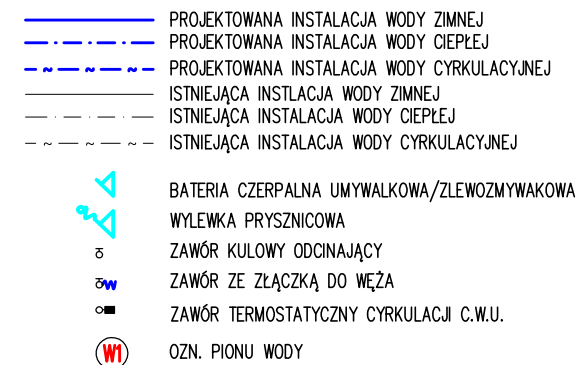 PROJEKTOWANA INSTALACJA WODY ZIMNEJ
PROJEKTOWANA INSTALACJA WODY CIEPŁEJ
PROJEKTOWANA INSTALACJA WODY CYRKULACYJNEJ
ISTNIEJĄCA INSTLACJA WODY ZIMNEJ
ISTNIEJĄCA INSTALACJA WODY CIEPŁEJ
ISTNIEJĄCA INSTALACJA WODY CYRKULACYJNEJ
BATERIA CZERPALNA UMYWALKOWA/ZLEWOZMYWAKOWA
WYLEWKA PRYSZNICOWA
ZAWÓR KULOWY ODCINAJĄCY
ZAWÓR ZE ZŁĄCZKĄ DO WĘŻA
ZAWÓR TERMOSTATYCZNY CYRKULACJI C.W.U.
W1 OZN. PIONU WODY